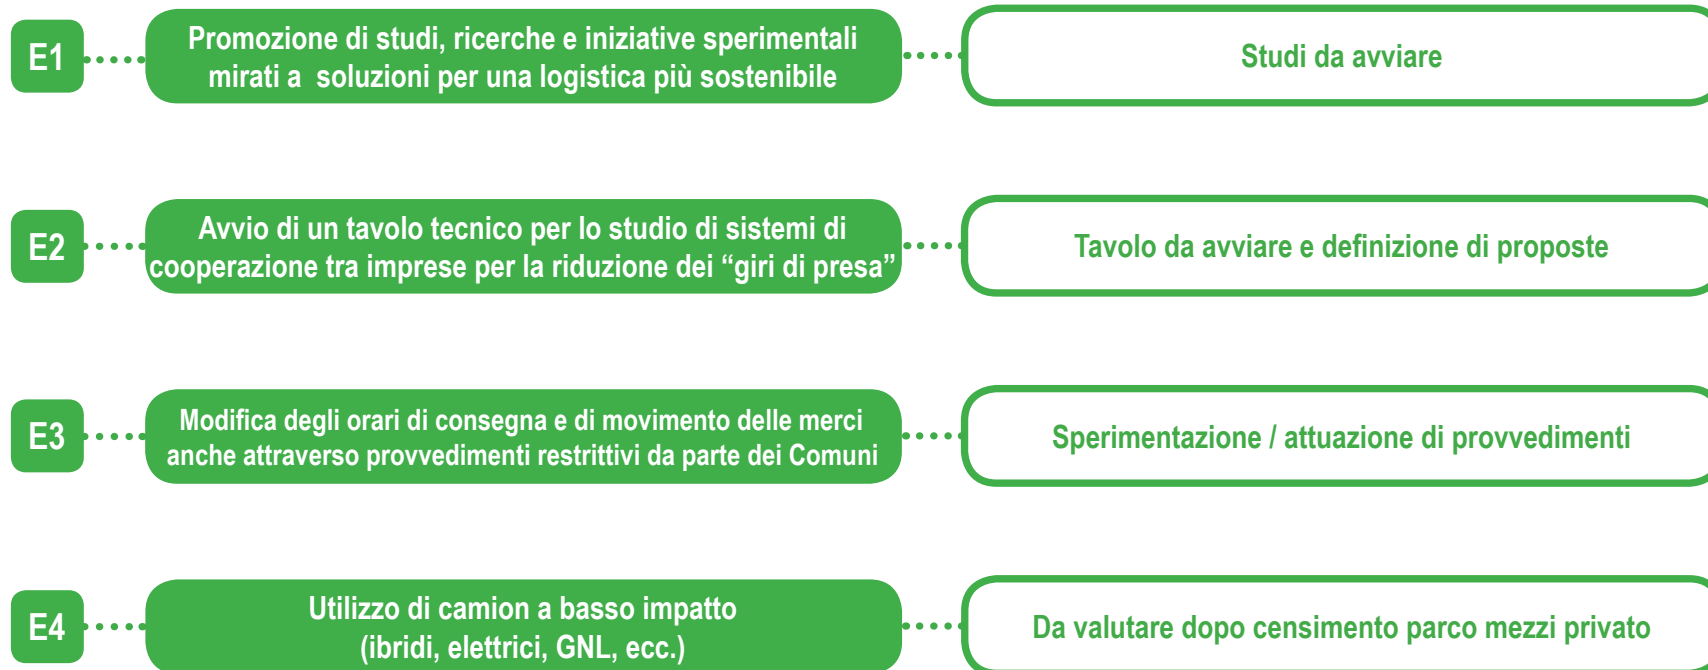 E1
Promozione di studi, ricerche e iniziative sperimentali
mirati a soluzioni per una logistica più sostenibile
Studi da avviare
E2
Avvio di un tavolo tecnico per lo studio di sistemi di
cooperazione tra imprese per la riduzione dei “giri di presa”
Tavolo da avviare e definizione di proposte
E3
Modifica degli orari di consegna e di movimento delle merci
anche attraverso provvedimenti restrittivi da parte dei Comuni
Sperimentazione / attuazione di provvedimenti
E4
Utilizzo di camion a basso impatto
(ibridi, elettrici, GNL, ecc.)
Da valutare dopo censimento parco mezzi privato